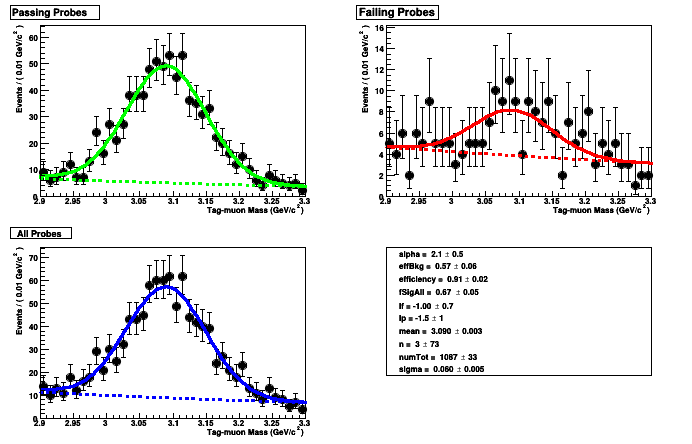 Passing Probes
Events / ( 0.01 GeV/c² )
60
50
40
30
20
10
0
2.9 2.95 3 3.05 3.1 3.15 3.2 3.25 3.3
Tag-muon Mass (GeV/c²)
Failing Probes
Events / ( 0.01 GeV/c² )
16
14
12
10
8
6
4
2
0
2.9 2.95 3 3.05 3.1 3.15 3.2 3.25 3.3
Tag-muon Mass (GeV/c²)
All Probes
Events / ( 0.01 GeV/c² )
70
60
50
40
30
20
10
0
2.9 2.95 3 3.05 3.1 3.15 3.2 3.25 3.3
Tag-muon Mass (GeV/c²)
alpha = 2.1 ± 0.5
effBkg = 0.57 ± 0.06
efficiency = 0.91 ± 0.02
fSigAll = 0.67 ± 0.05
lf = -1.00 ± 0.7
lp = -1.5 ± 1
mean = 3.090 ± 0.003
n = 3 ± 73
numTot = 1087 ± 33
sigma = 0.060 ± 0.005